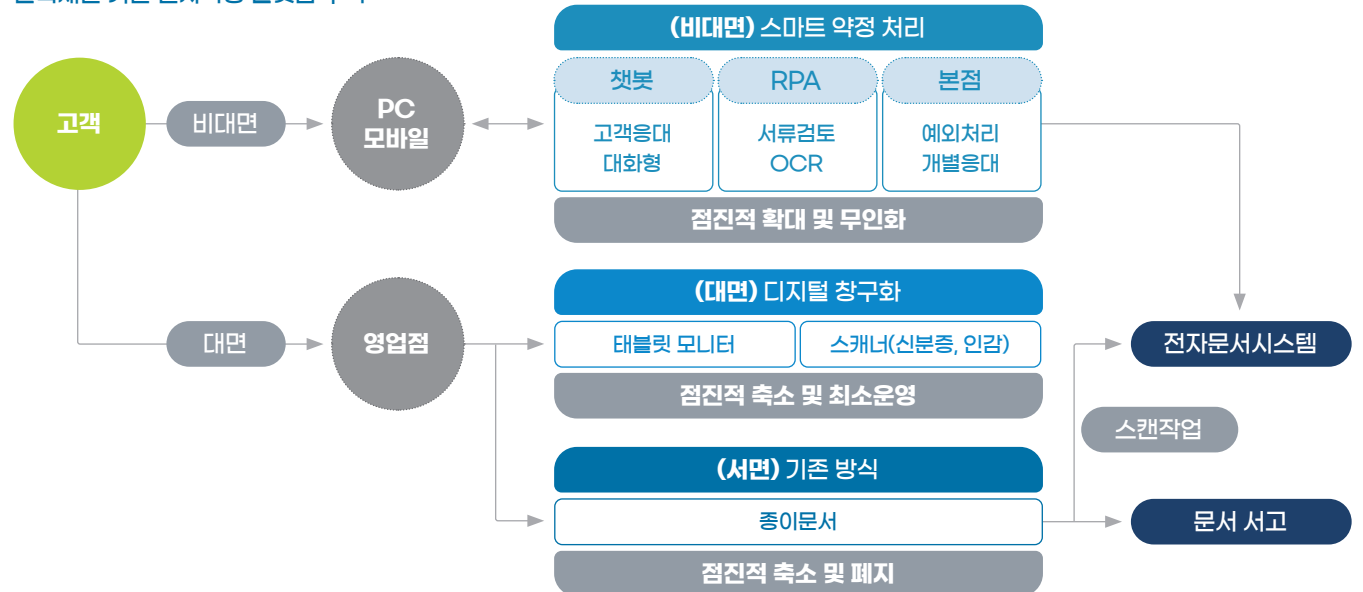 (비대면) 스마트 약정 처리
고객
비대면
PC
모바일
챗봇
고객응대
대화형
RPA
서류검토
OCR
본점
예외처리
개별응대
점진적 확대 및 무인화
대면
영업점
(대면) 디지털 창구화
태블릿 모니터
스캐너(신분증, 인감)
점진적 축소 및 최소운영
전자문서시스템
스캔작업
(서면) 기존 방식
종이문서
점진적 축소 및 폐지
문서 서고